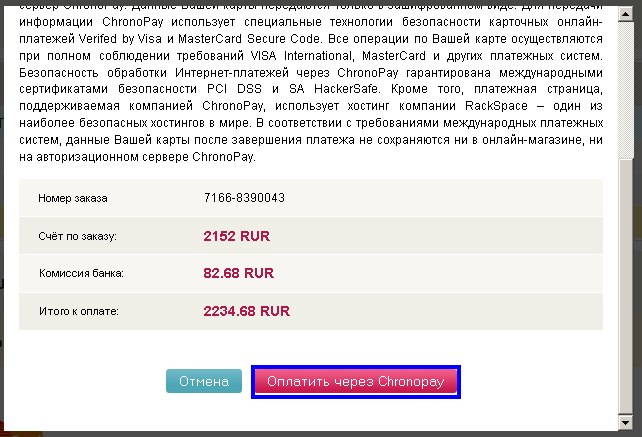 сервер ChronoPay. Данные Вашей карты передаются только в зашифрованном виде. Для передачи
информации ChronoPay использует специальные технологии безопасности карточных онлайн-
платежей Verifed by Visa и MasterCard Secure Code. Все операции по Вашей карте осуществляются
при полном соблюдении требований VISA International, MasterCard и других платежных систем.
Безопасность обработки Интернет-платежей через ChronoPay гарантирована международными
сертификатами безопасности PCI DSS и SA HackerSafe. Кроме того, платежная страница,
поддерживаемая компанией ChronoPay, использует хостинг компании RackSpace – один из
наиболее безопасных хостингов в мире. В соответствии с требованиями международных платежных
систем, данные Вашей карты после завершения платежа не сохраняются ни в онлайн-магазине, ни
на авторизационном сервере ChronoPay.
Номер заказа 7166-8390043
Счёт по заказу: 2152 RUR
Комиссия банка: 82.68 RUR
Итого к оплате: 2234.68 RUR
Отмена Оплатить через Chronopay